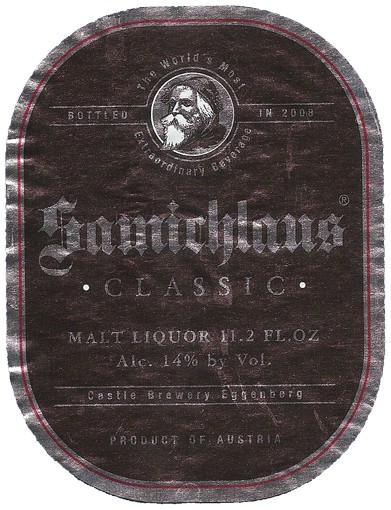 The World's Most
BOTTLED IN 2008
Extraordinary Beverage
Samichlaus®
• CLASSIC •
MALT LIQUOR 11.2 FL.OZ
Alc. 14% by Vol.
Castle Brewery Eggenberg
PRODUCT OF AUSTRIA